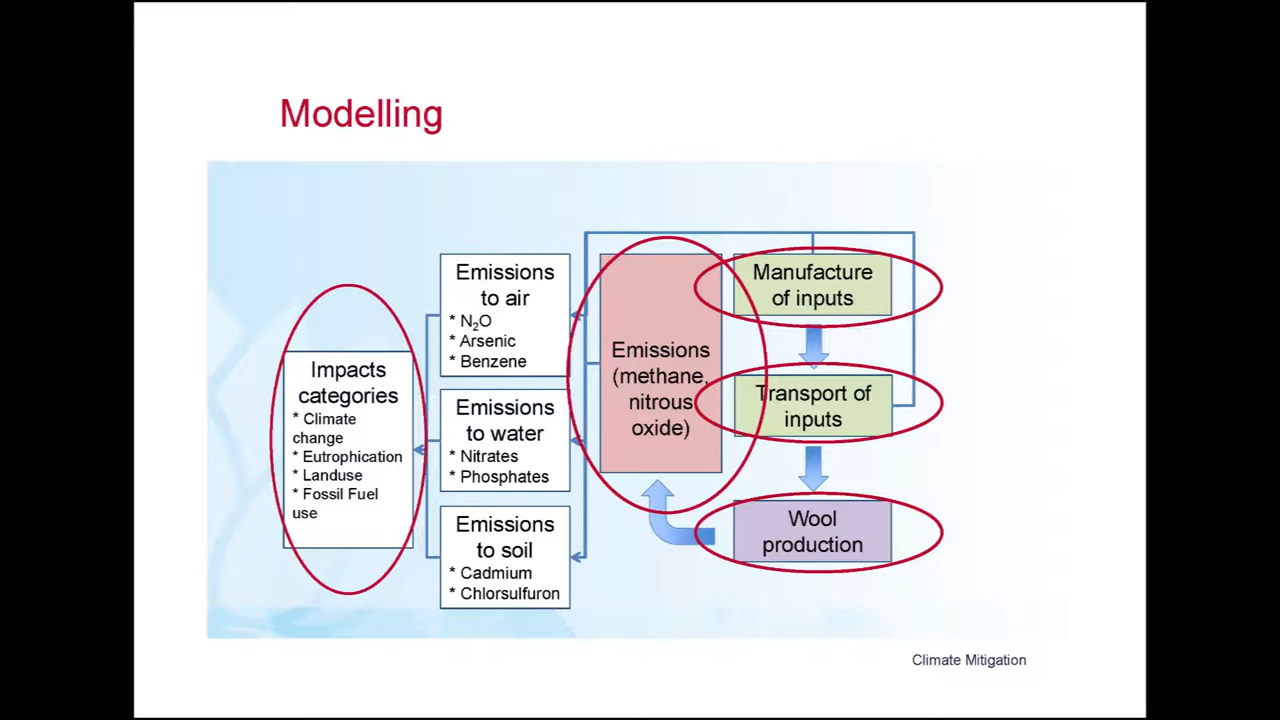 Modelling
Impacts
categories
* Climate
change
* Eutrophication
* Landuse
* Fossil Fuel
use
Emissions
to air
* N₂O
* Arsenic
* Benzene
Emissions
to water
* Nitrates
* Phosphates
Emissions
to soil
* Cadmium
* Chlorsulfuron
Emissions
(methane,
nitrous
oxide)
Manufacture
of inputs
Transport of
inputs
Wool
production
Climate Mitigation